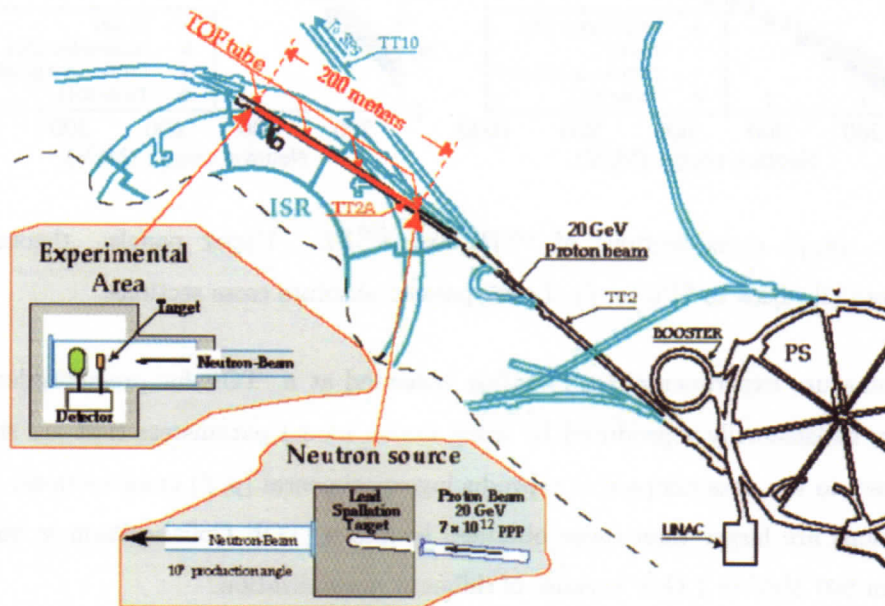 TOF tube
To SPS
TT10
200 meters
ISR
TT2A
20 GeV
Proton beam
TT2
BOOSTER
PS
LINAC
Experimental
Area
Target
Neutron-Beam
Detector
Neutron source
Lead
Spallation
Target
Proton Beam
20 GeV
7 × 10¹² PPP
Neutron-Beam
10° production angle